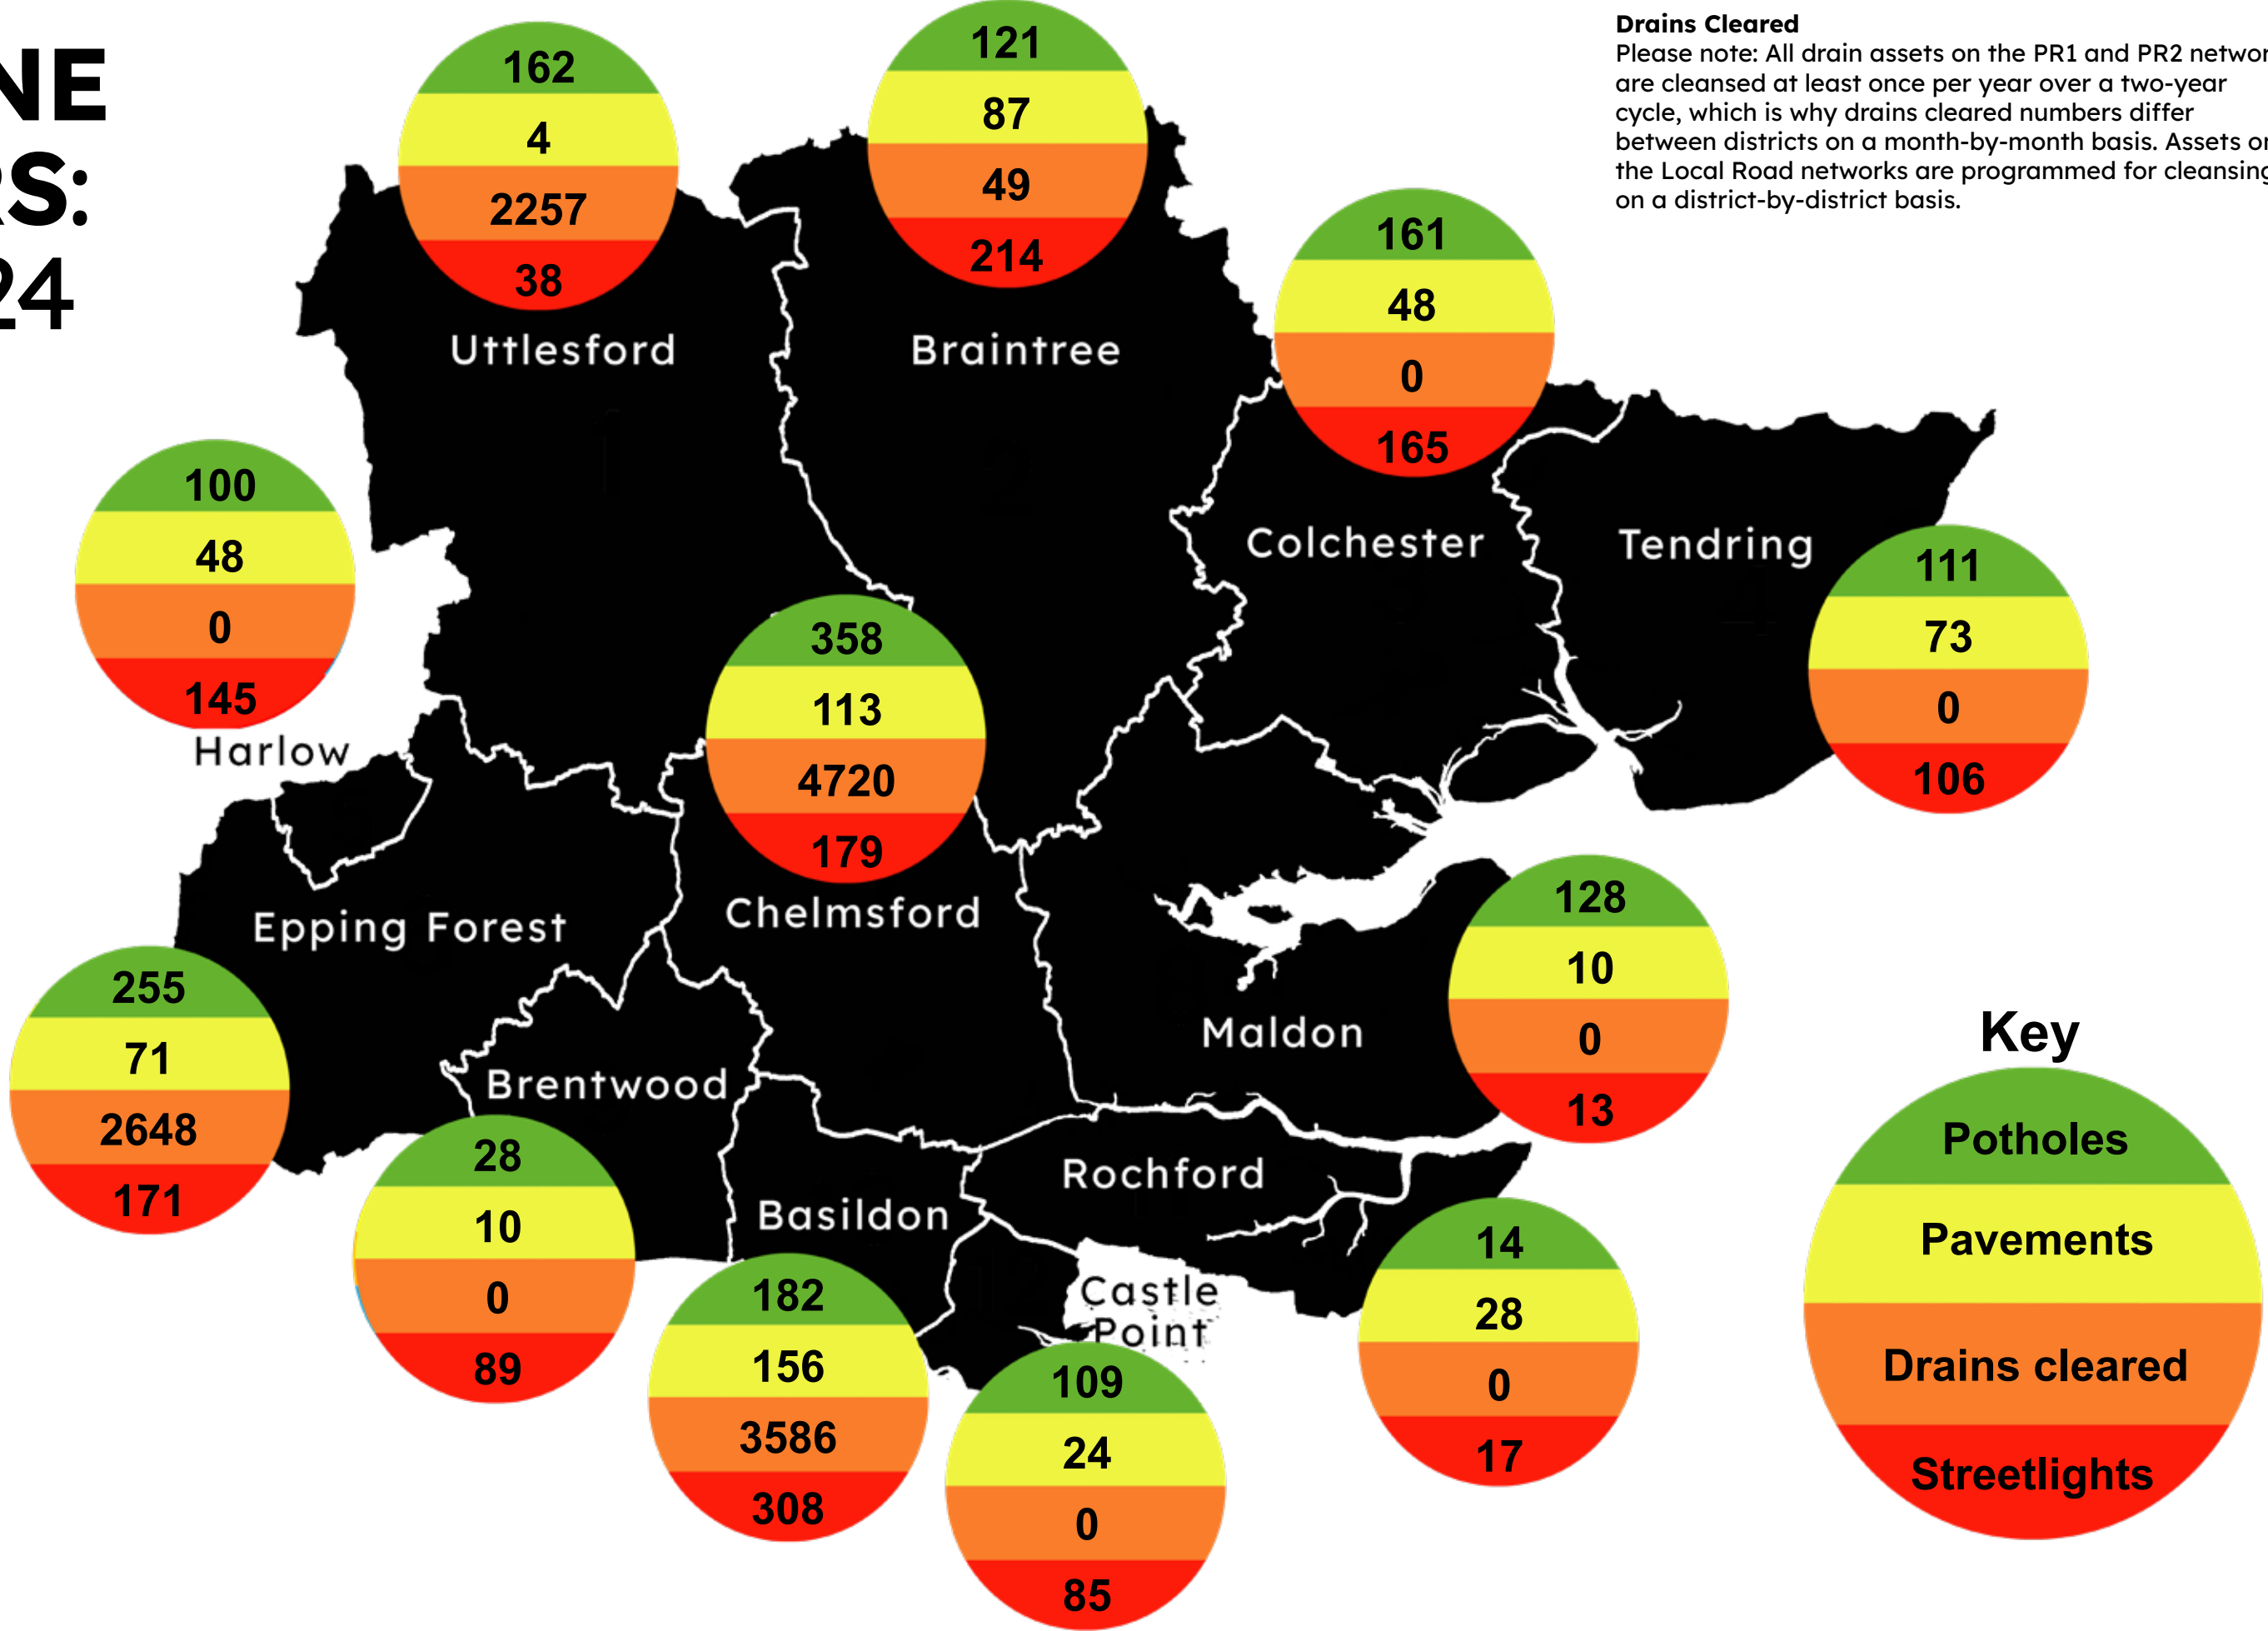 NE
RS:
24
Drains Cleared
Please note: All drain assets on the PR1 and PR2
are cleansed at least once per year over a two-year
cycle, which is why drains cleared numbers differ
between districts on a month-by-month basis. Assets
the Local Road networks are programmed for cleansing
on a district-by-district basis.
162
4
2257
38
Uttlesford
121
87
49
214
Braintree
161
48
0
165
Colchester
Tendring
111
73
0
106
100
48
0
145
Harlow
358
113
4720
179
Chelmsford
Epping Forest
255
71
2648
171
Maldon
128
10
0
13
Brentwood
28
10
0
89
Basildon
182
156
3586
308
Rochford
14
28
0
17
Castle
Point
109
24
0
85
Key
Potholes
Pavements
Drains cleared
Streetlights